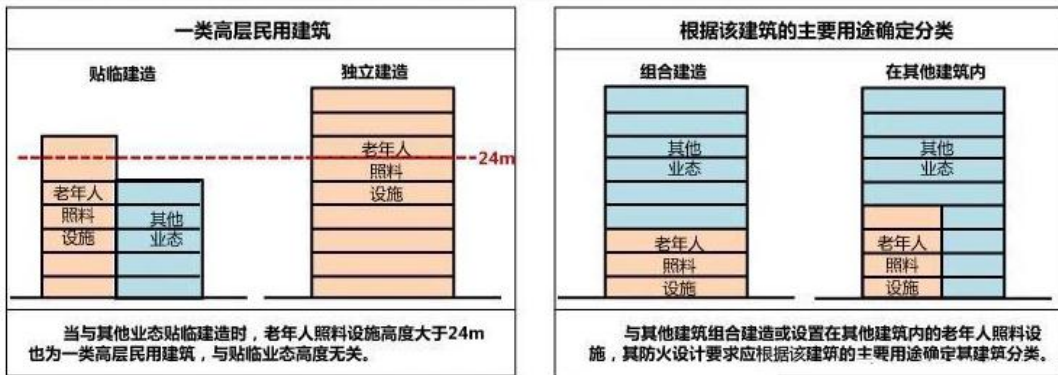 一类高层民用建筑
贴临建造
独立建造
24m
老年人
照料
设施
其他
业态
老年人
照料
设施
当与其他业态贴临建造时，老年人照料设施高度大于24m
也为一类高层民用建筑，与贴临业态高度无关。
根据该建筑的主要用途确定分类
组合建造
在其他建筑内
其他
业态
老年人
照料
设施
其他
业态
老年人
照料
设施
与其他建筑组合建造或设置在其他建筑内的老年人照料设
施，其防火设计要求应根据该建筑的主要用途确定其建筑分类。